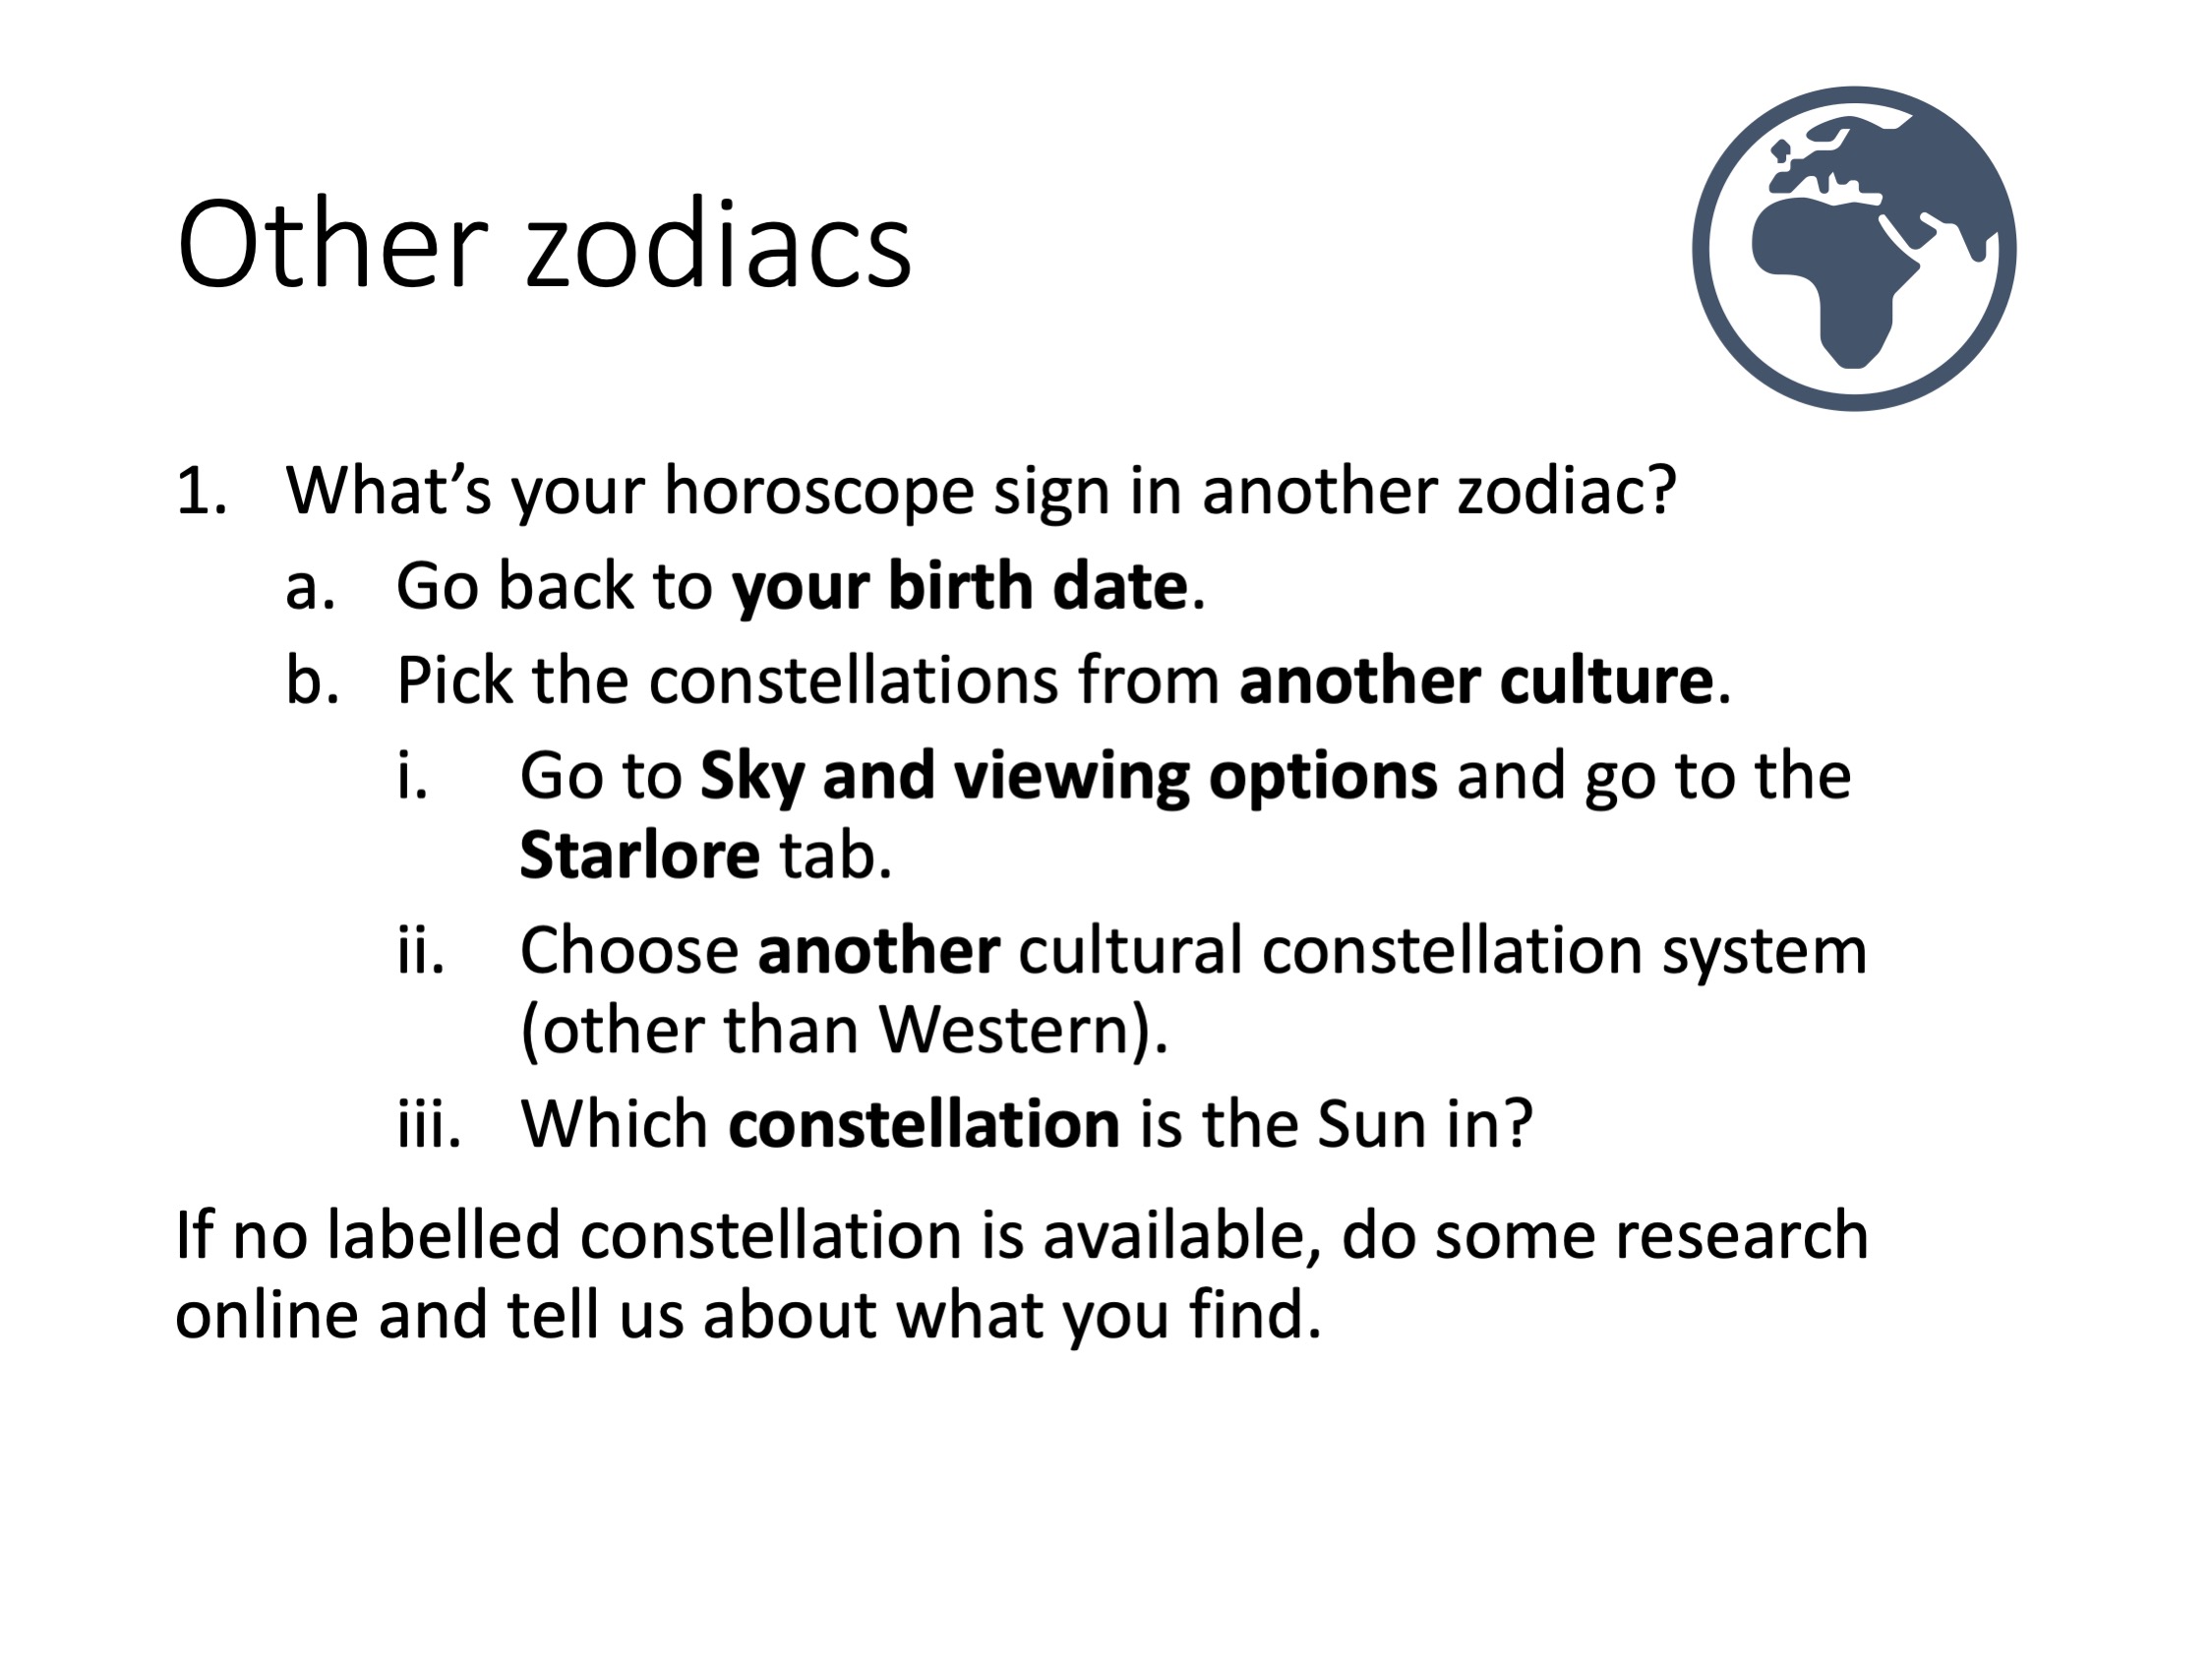 Other zodiacs
1. What’s your horoscope sign in another zodiac?
a. Go back to your birth date.
b. Pick the constellations from another culture.
i. Go to Sky and viewing options and go to the
Starlore tab.
ii. Choose another cultural constellation system
(other than Western).
iii. Which constellation is the Sun in?
If no labelled constellation is available, do some research
online and tell us about what you find.